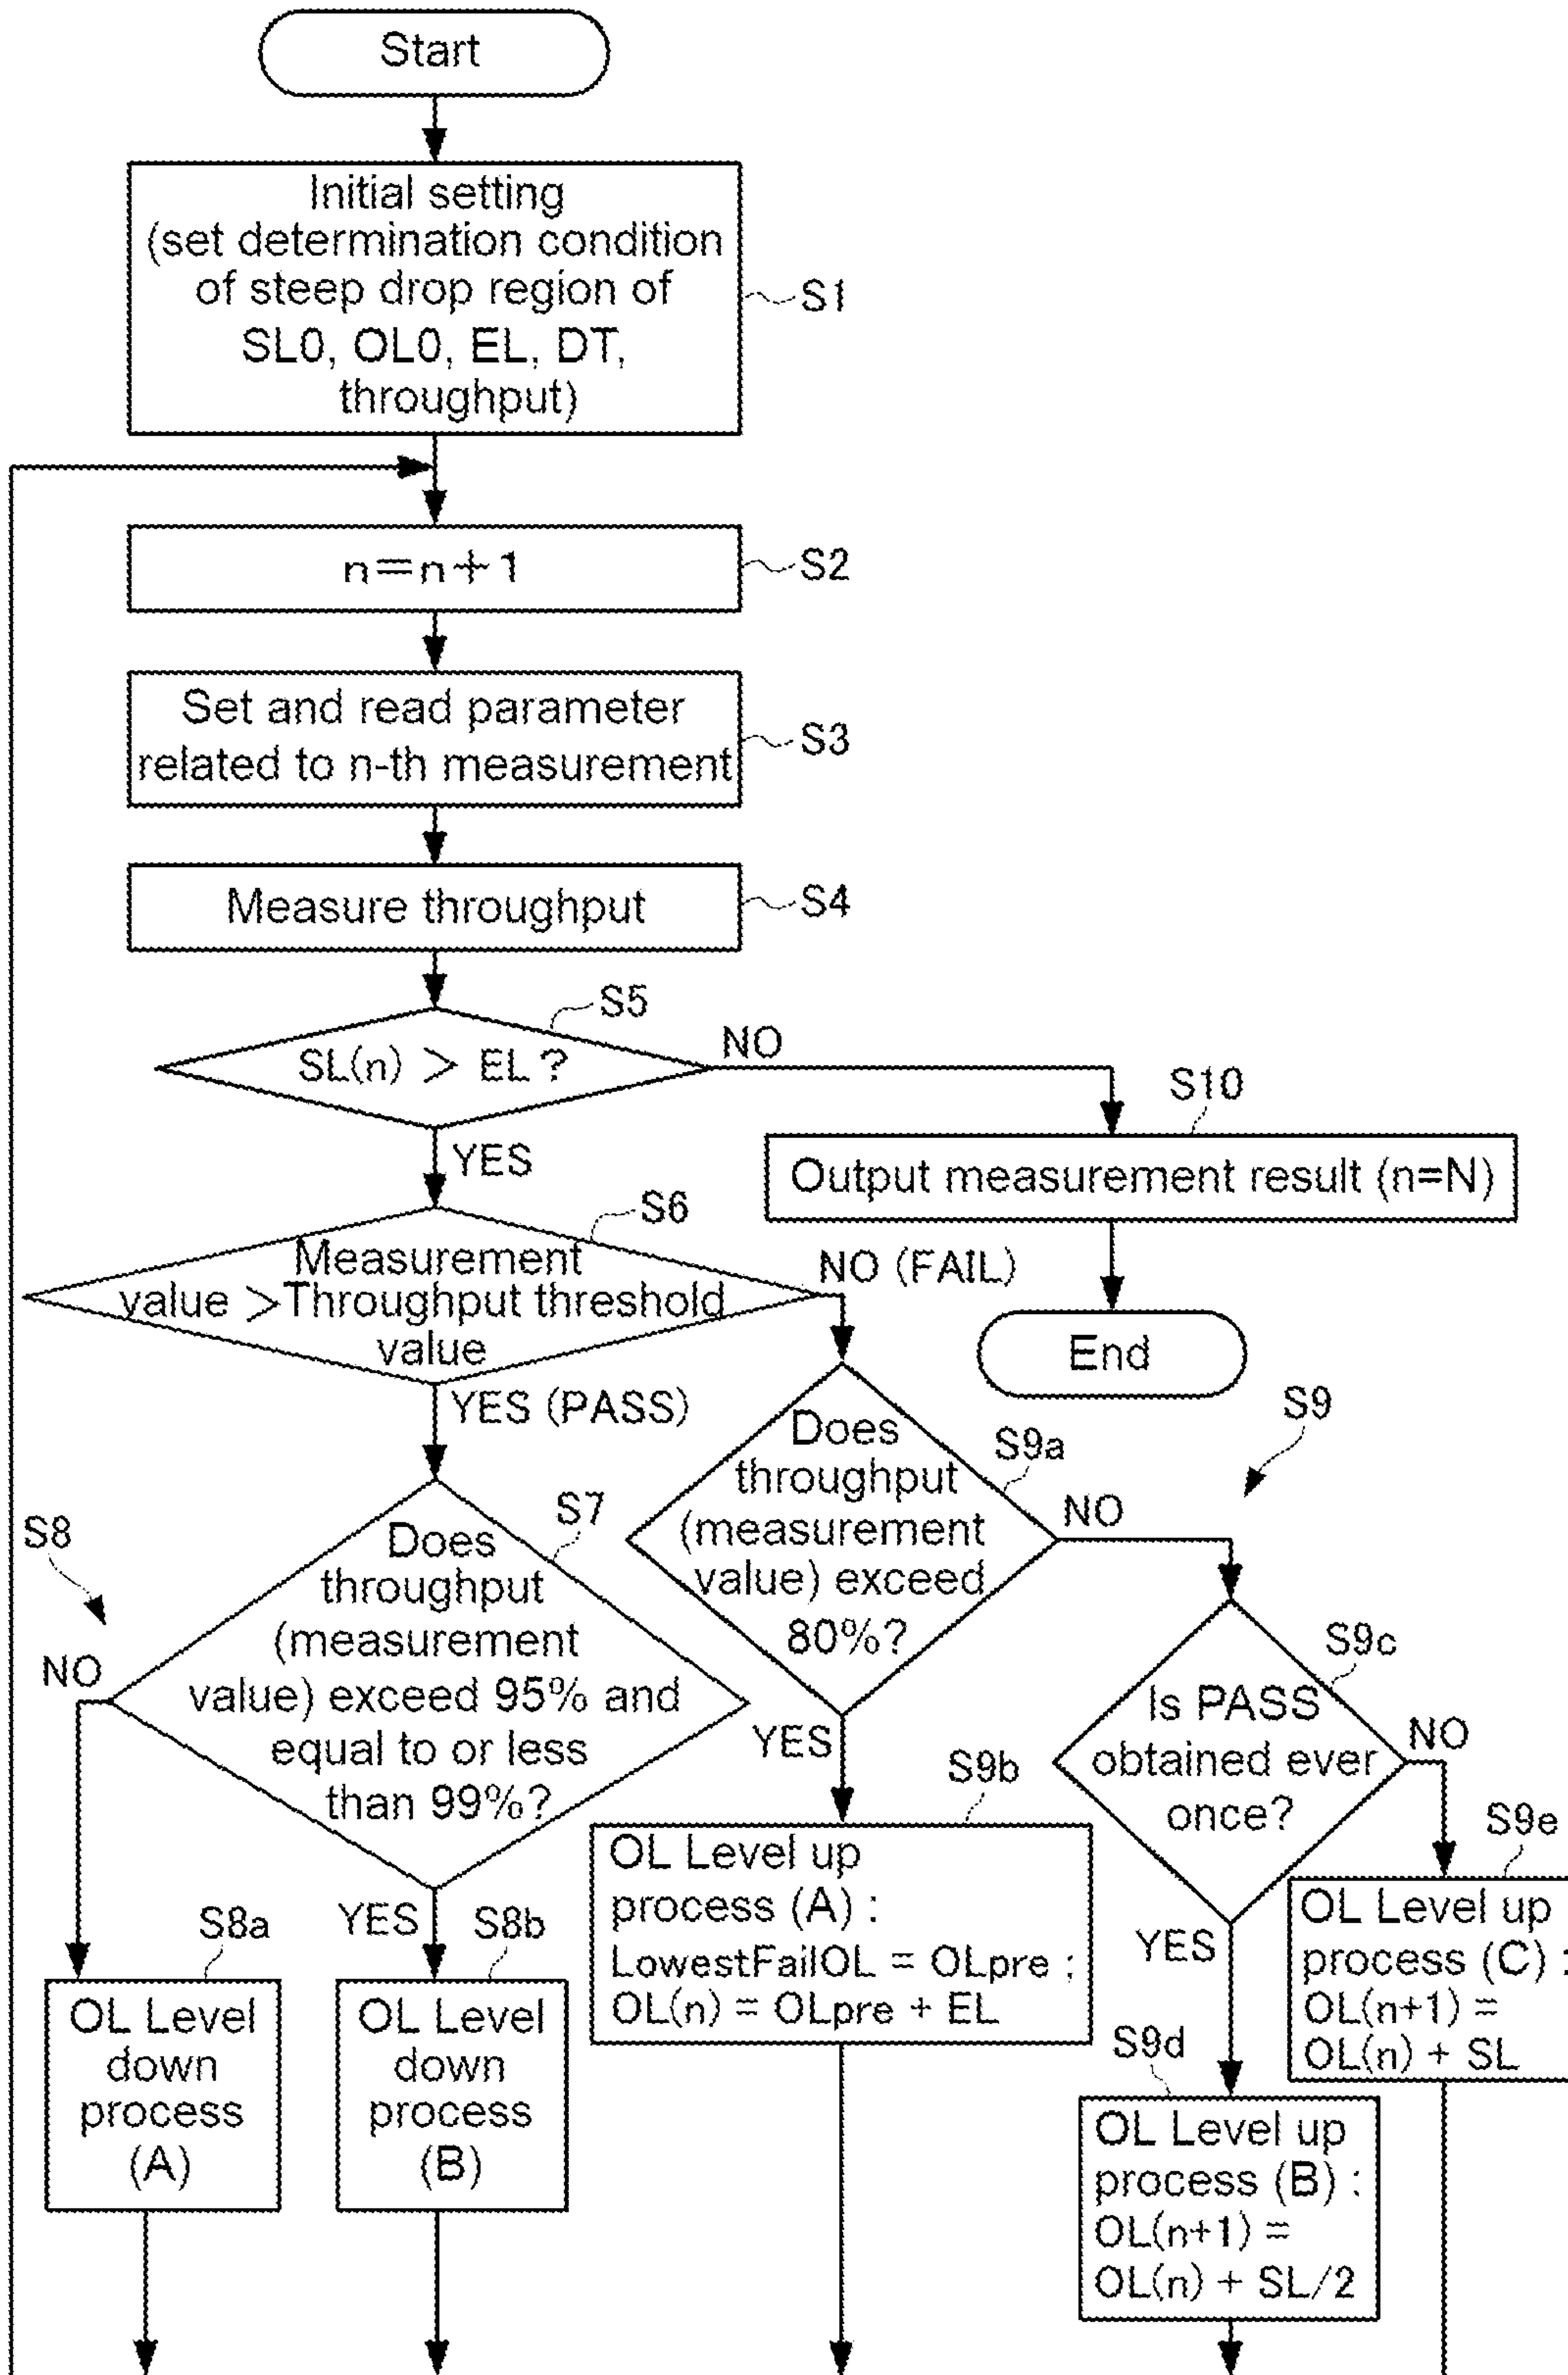 Start
Initial setting
(set determination condition
of steep drop region of
SL0, OL0, EL, DT,
throughput)
S1
n=n+1
S2
Set and read parameter
related to n-th measurement
S3
Measure throughput
S4
S5
SL(n) > EL?
NO
YES
S10
Output measurement result (n=N)
End
S6
Measurement
value >Throughput threshold
value
NO (FAIL)
YES (PASS)
S9
S9a
Does
throughput
(measurement
value) exceed
80%?
NO
YES
S8
S7
Does
throughput
(measurement
value) exceed 95% and
equal to or less
than 99%?
NO
YES
S9c
Is PASS
obtained ever
once?
NO
YES
S8a
OL Level
down
process
(A)
S8b
OL Level
down
process
(B)
S9b
OL Level up
process (A) :
LowestFailOL = OLpre ;
OL(n) = OLpre + EL
S9e
OL Level up
process (C) :
OL(n+1) =
OL(n) + SL
S9d
OL Level up
process (B) :
OL(n+1) =
OL(n) + SL/2